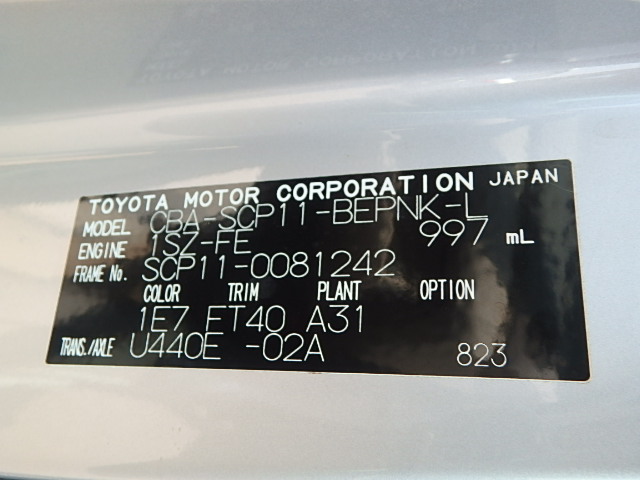 TOYOTA MOTOR CORPORATION JAPAN
MODEL CBA-SCP11-BEPNK-L
ENGINE 1SZ-FE 997 mL
FRAME No. SCP11-0081242
COLOR TRIM PLANT OPTION
1E7 FT40 A31
TRANS./AXLE U440E -02A 823